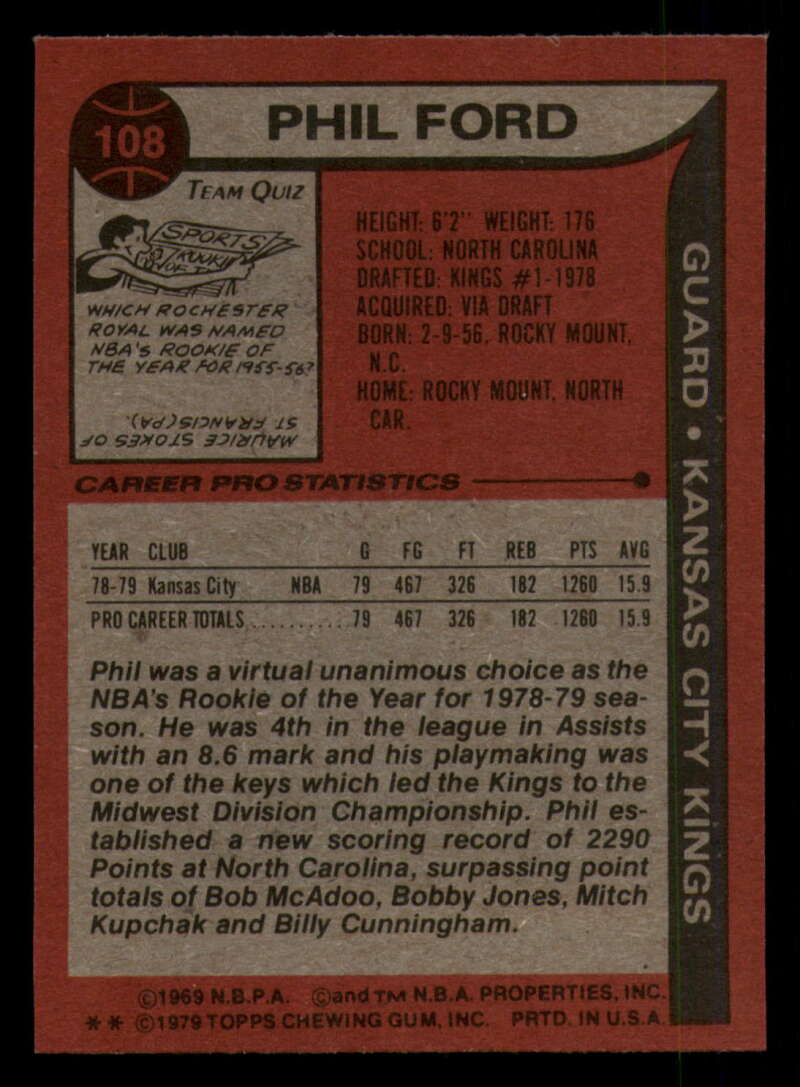 108
PHIL FORD
TEAM QUIZ
SPORTS
ROOKIE
OF
WHICH ROCHESTER
ROYAL WAS NAMED
NBA'S ROOKIE OF
THE YEAR FOR 1955-56?
MAURICE STOKES OF
ST FRANCIS (PA).
HEIGHT: 6'2" WEIGHT: 176
SCHOOL: NORTH CAROLINA
DRAFTED: KINGS #1-1978
ACQUIRED: VIA DRAFT
BORN: 2-9-56, ROCKY MOUNT,
N.C.
HOME: ROCKY MOUNT, NORTH
CAR.
GUARD • KANSAS CITY KINGS
CAREER PRO STATISTICS
YEAR CLUB G FG FT REB PTS AVG
78-79 Kansas City NBA 79 467 326 182 1260 15.9
PRO CAREER TOTALS .......... 79 467 326 182 1260 15.9
Phil was a virtual unanimous choice as the
NBA's Rookie of the Year for 1978-79 sea-
son. He was 4th in the league in Assists
with an 8.6 mark and his playmaking was
one of the keys which led the Kings to the
Midwest Division Championship. Phil es-
tablished a new scoring record of 2290
Points at North Carolina, surpassing point
totals of Bob McAdoo, Bobby Jones, Mitch
Kupchak and Billy Cunningham.
©1969 N.B.P.A. ©and TM N.B.A. PROPERTIES, INC.
** ©1979 TOPPS CHEWING GUM, INC. PRTD. IN U.S.A.